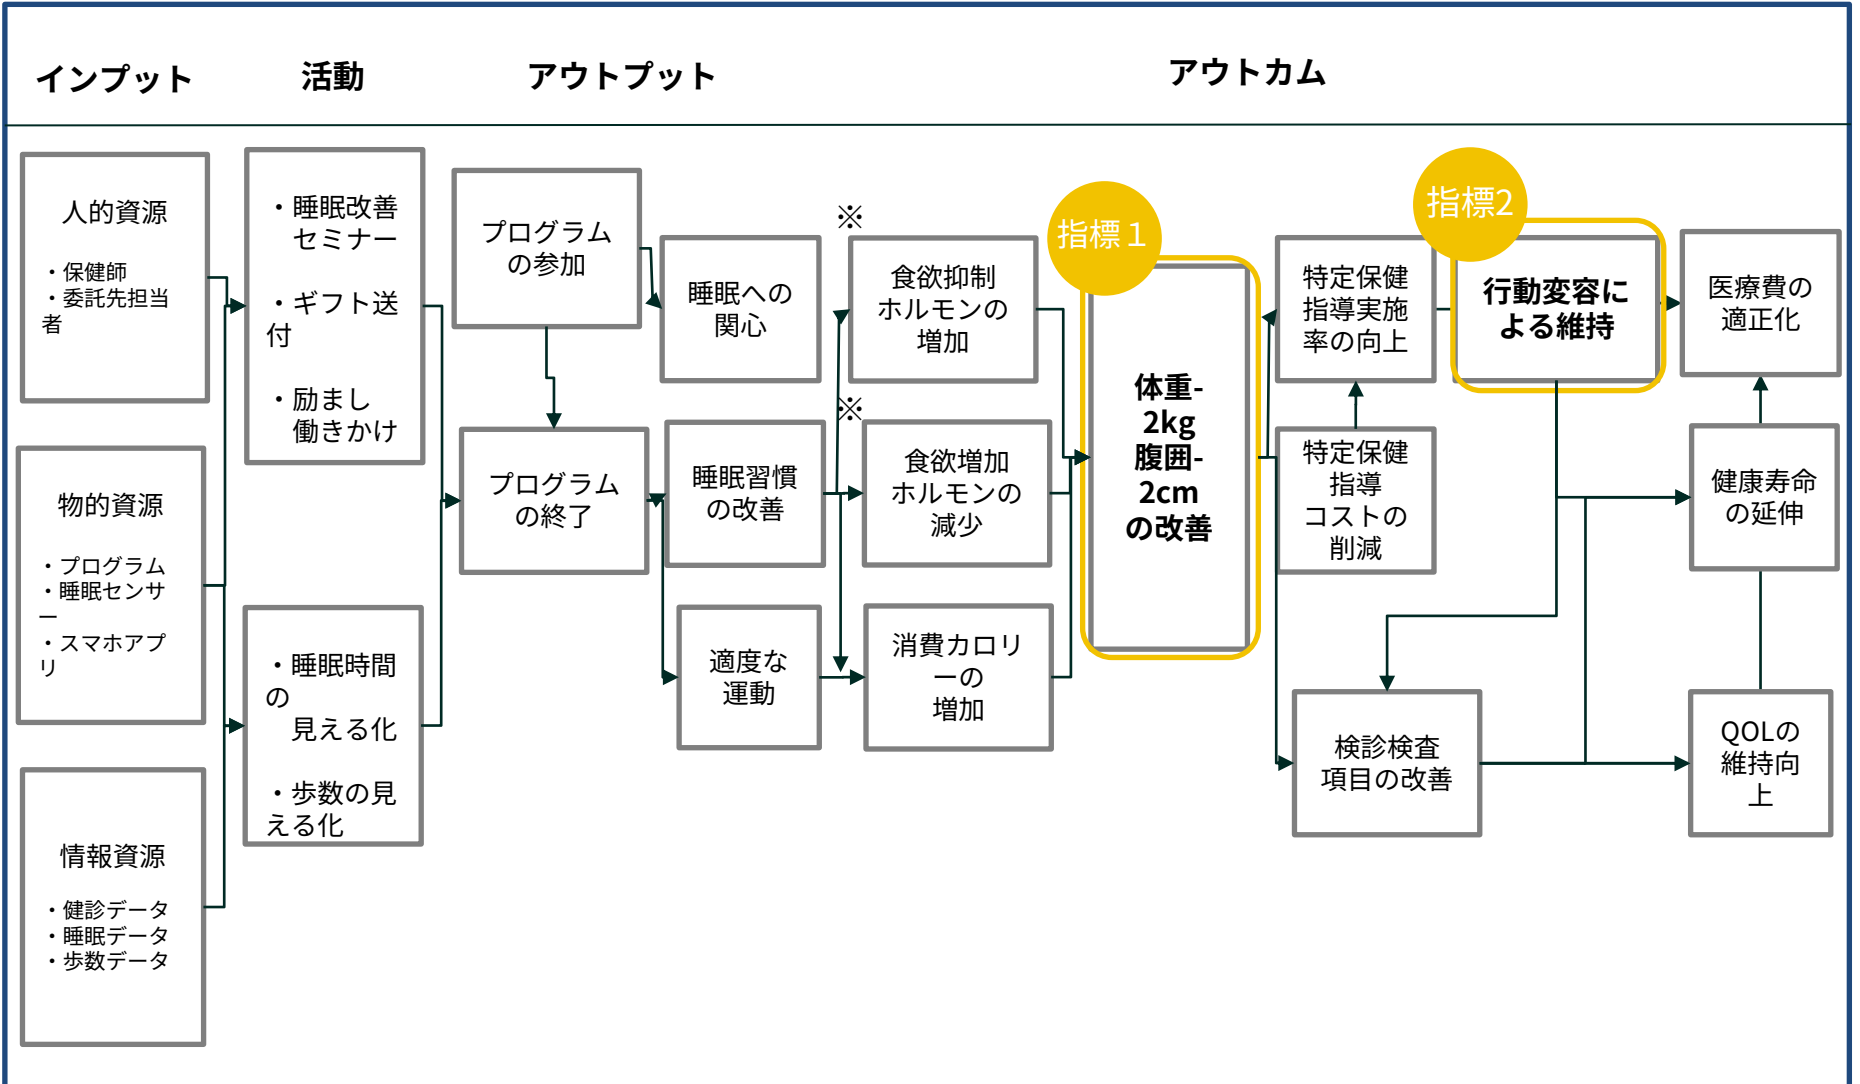 インプット
活動
アウトプット
アウトカム
人的資源
・保健師
・委託先担当
者
物的資源
・プログラム
・睡眠センサ
ー
・スマホアプ
リ
情報資源
・健診データ
・睡眠データ
・歩数データ
・睡眠改善
セミナー
・ギフト送
付
・励まし
働きかけ
・睡眠時間
の
見える化
・歩数の見
える化
プログラム
の参加
プログラム
の終了
睡眠への
関心
睡眠習慣
の改善
適度な
運動
※
食欲抑制
ホルモンの
増加
※
食欲増加
ホルモンの
減少
消費カロリ
ーの
増加
指標１
体重-
2kg
腹囲-
2cm
の改善
特定保健
指導実施
率の向上
特定保健
指導
コストの
削減
検診検査
項目の改善
指標2
行動変容に
よる維持
医療費の
適正化
健康寿命
の延伸
QOLの
維持向
上